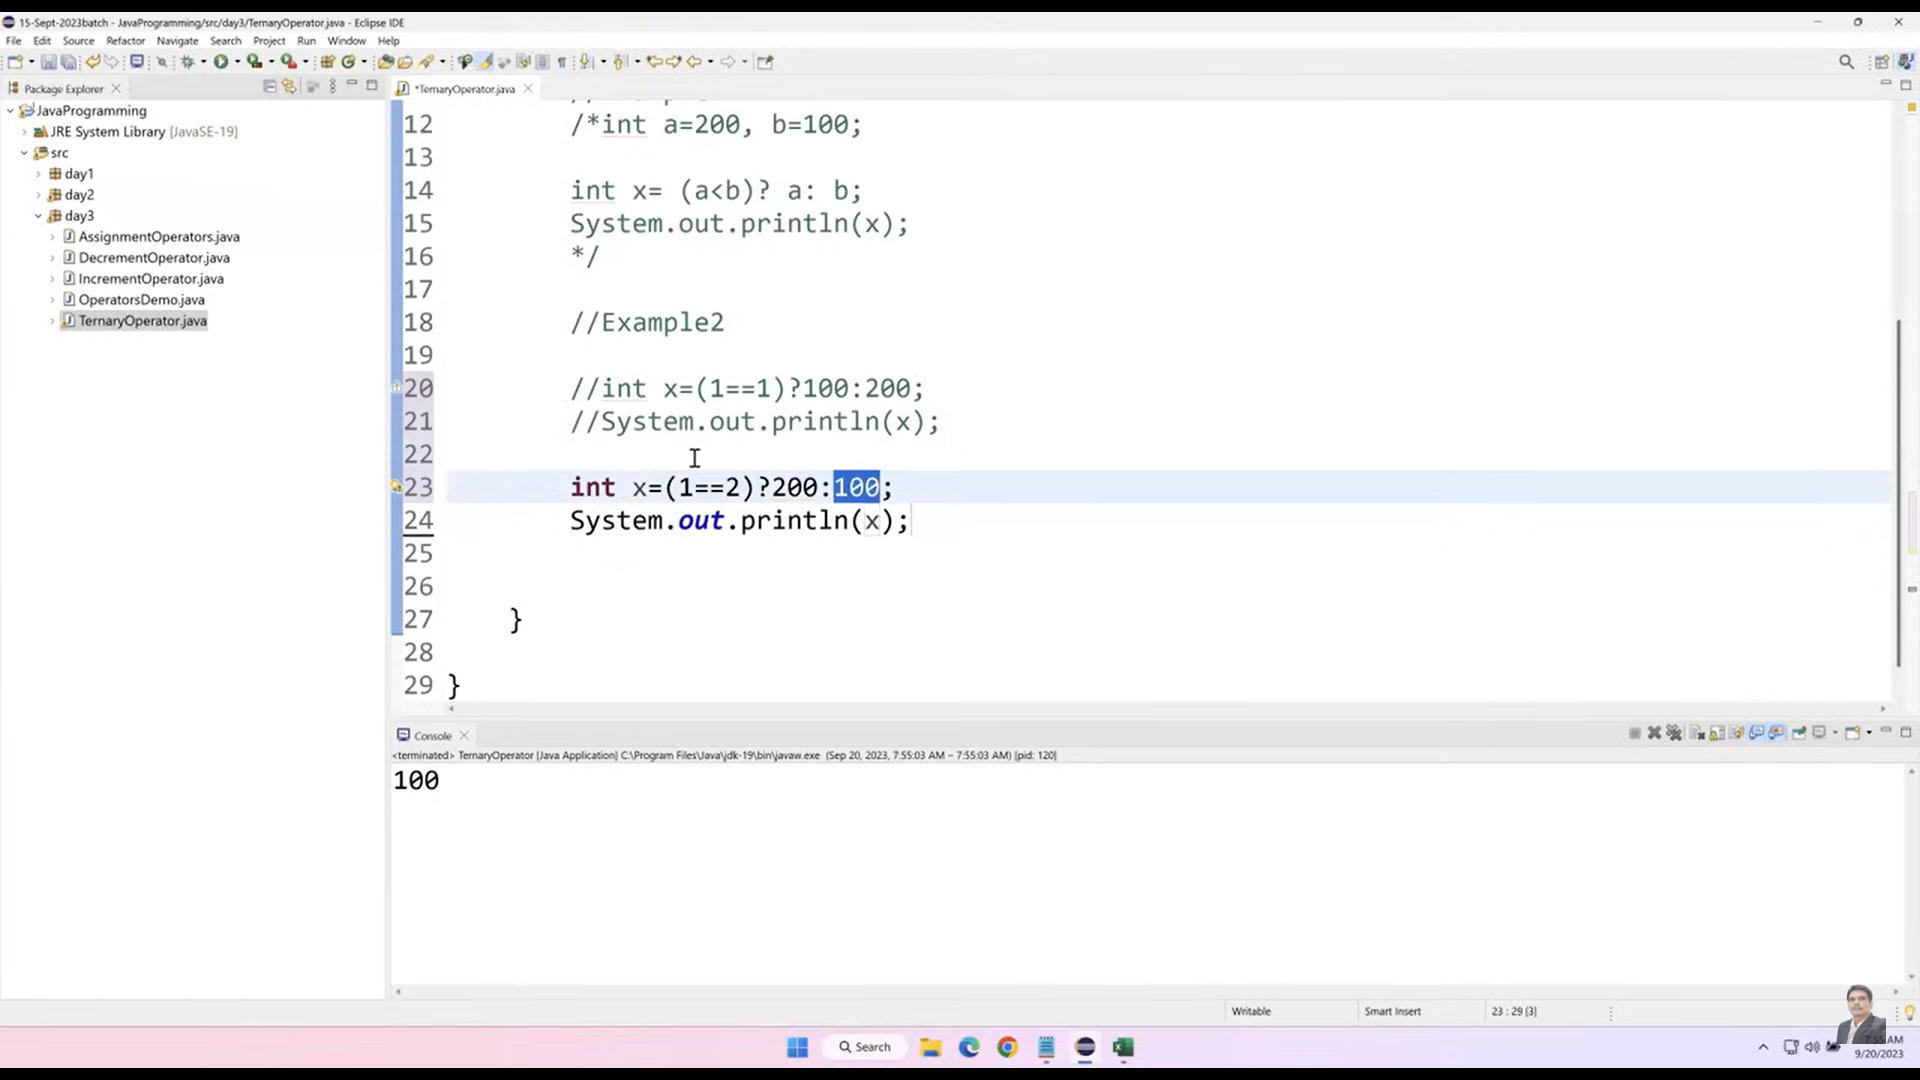 15-Sept-2023batch - JavaProgramming/src/day3/TernaryOperator.java - Eclipse IDE
File Edit Source Refactor Navigate Search Project Run Window Help
Package Explorer
JavaProgramming
JRE System Library [JavaSE-19]
src
day1
day2
day3
AssignmentOperators.java
DecrementOperator.java
IncrementOperator.java
OperatorsDemo.java
TernaryOperator.java
*TernaryOperator.java
12 /*int a=200, b=100;
13
14 int x= (a<b)? a: b;
15 System.out.println(x);
16 */
17
18 //Example2
19
20 //int x=(1==1)?100:200;
21 //System.out.println(x);
22
23 int x=(1==2)?200:100;
24 System.out.println(x);
25
26
27 }
28
29 }
Console
<terminated> TernaryOperator [Java Application] C:\Program Files\Java\jdk-19\bin\javaw.exe (Sep 20, 2023, 7:55:03 AM – 7:55:03 AM) [pid: 120]
100
Writable Smart Insert 23 : 29 [3]
Search
AM
9/20/2023